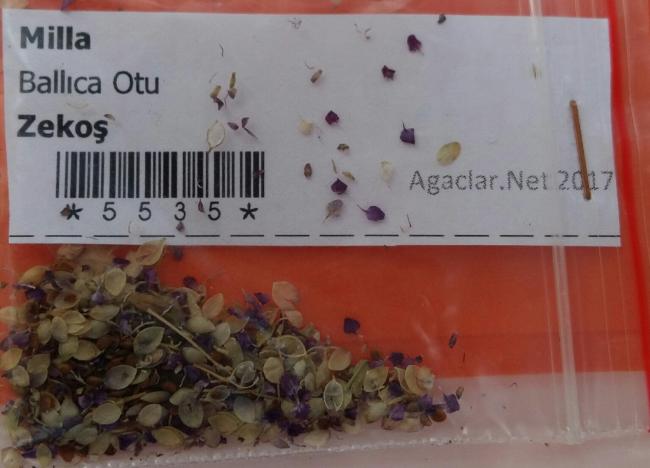 Milla
Ballıca Otu
Zekoş
*5535*
Agaclar.Net 2017